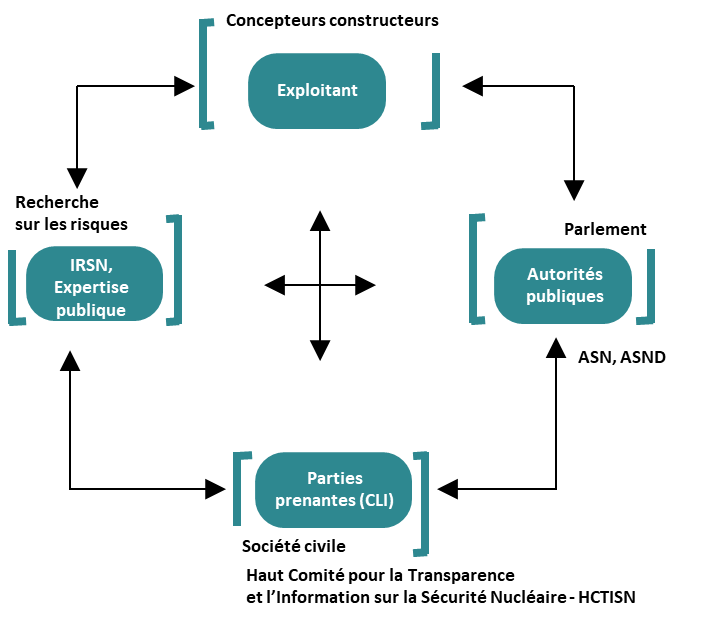 Concepteurs constructeurs
Exploitant
Recherche
sur les risques
IRSN,
Expertise
publique
Parlement
Autorités
publiques
ASN, ASND
Parties
prenantes (CLI)
Société civile
Haut Comité pour la Transparence
et l’Information sur la Sécurité Nucléaire - HCTISN